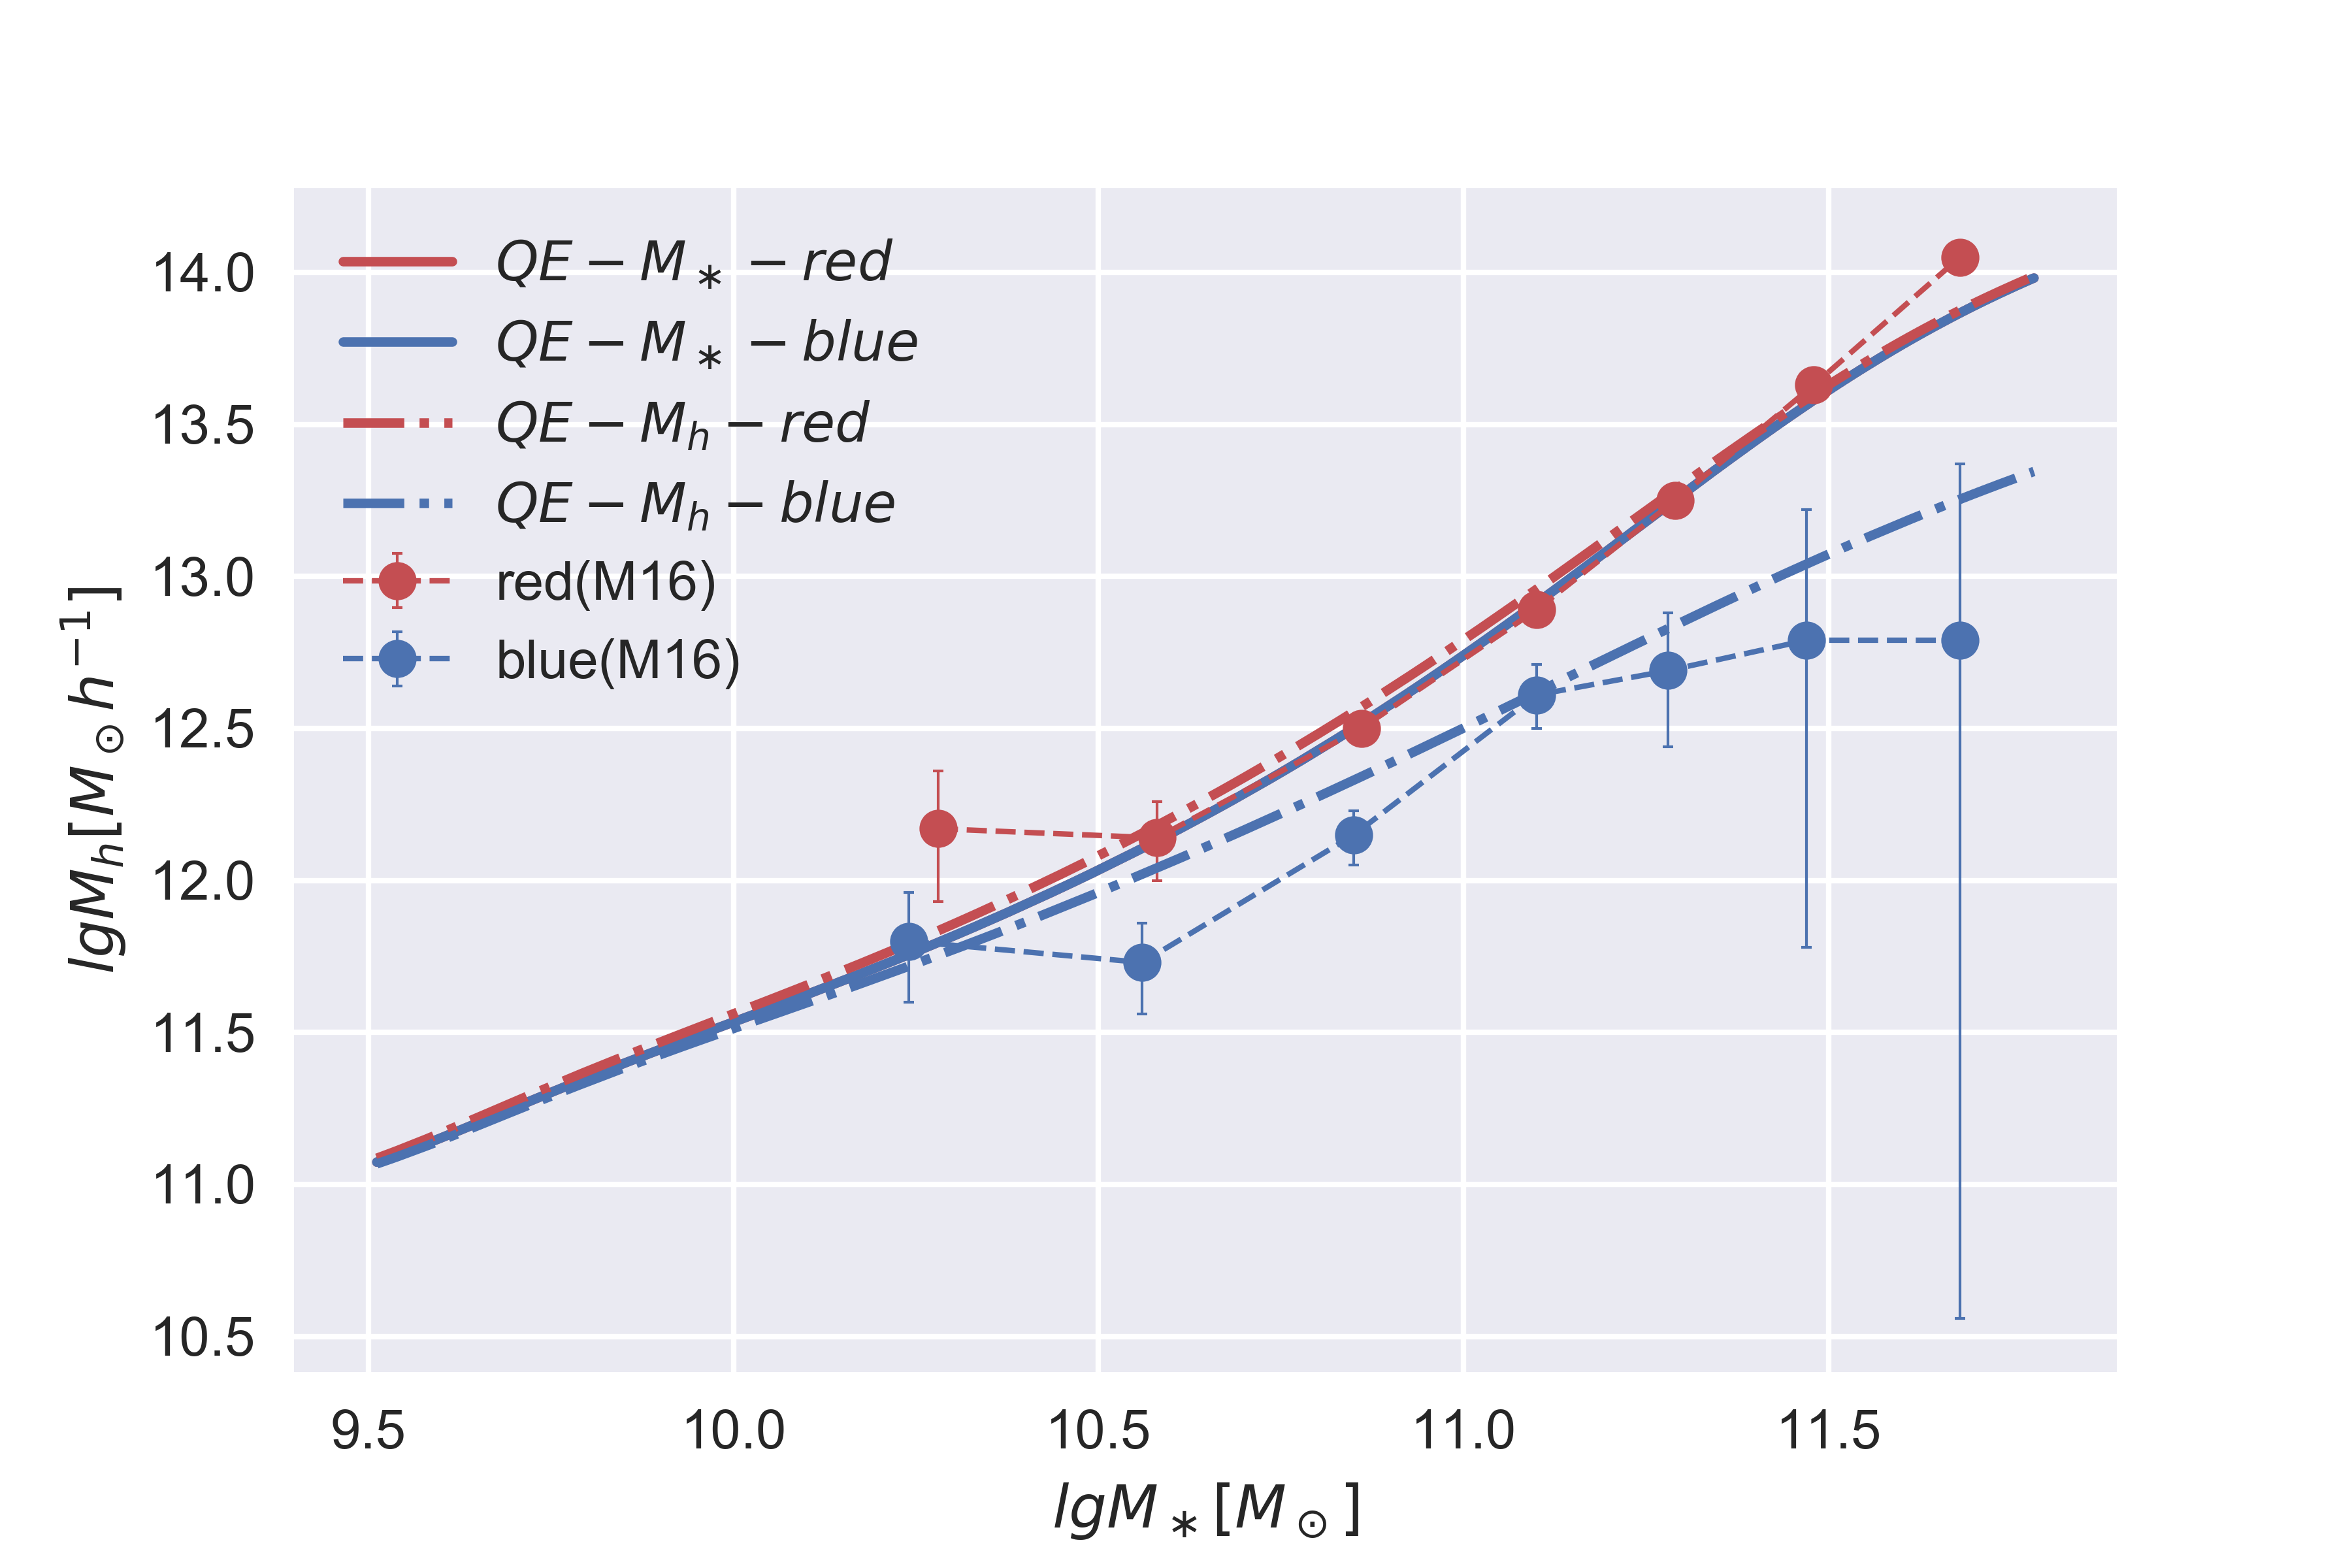 QE − M∗ − red
QE − M∗ − blue
QE − Mₕ − red
QE − Mₕ − blue
red(M16)
blue(M16)
14.0
13.5
13.0
12.5
12.0
11.5
11.0
10.5
lgMₕ[M⊙h⁻¹]
9.5 10.0 10.5 11.0 11.5
lgM∗[M⊙]